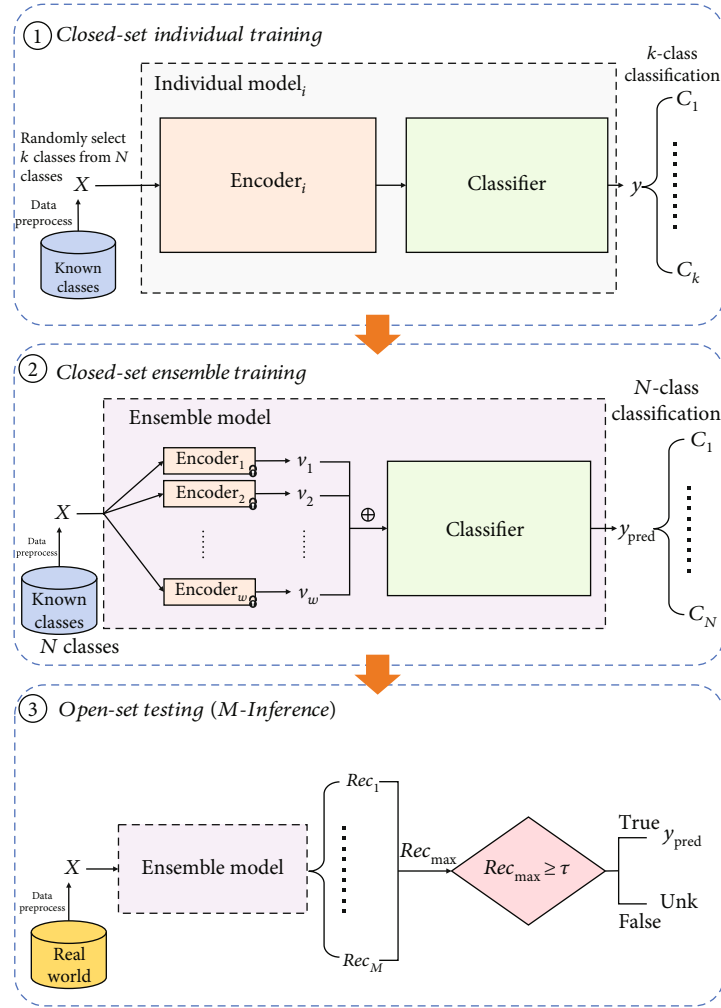 ① Closed-set individual training
k-class
classification
Individual model_i
Randomly select
k classes from N
classes
X
Data
preprocess
Known
classes
Encoder_i
Classifier
y
C_1
C_k
② Closed-set ensemble training
N-class
classification
Ensemble model
Encoder_1
v_1
Encoder_2
v_2
Encoder_w
v_w
X
Data
preprocess
Known
classes
N classes
⊕
Classifier
y_pred
C_1
C_N
③ Open-set testing (M-Inference)
X
Data
preprocess
Real
world
Ensemble model
Rec_1
Rec_M
Rec_max
Rec_max ≥ τ
True
y_pred
Unk
False